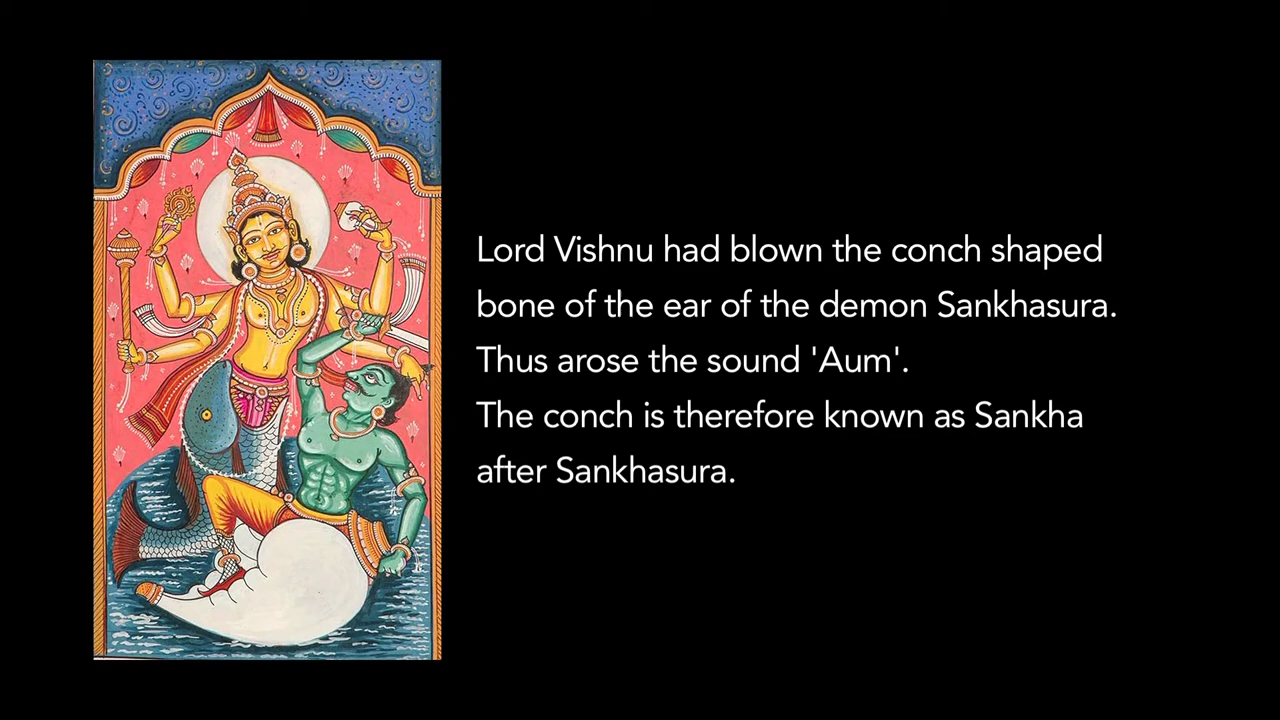 Lord Vishnu had blown the conch shaped
bone of the ear of the demon Sankhasura.
Thus arose the sound 'Aum'.
The conch is therefore known as Sankha
after Sankhasura.